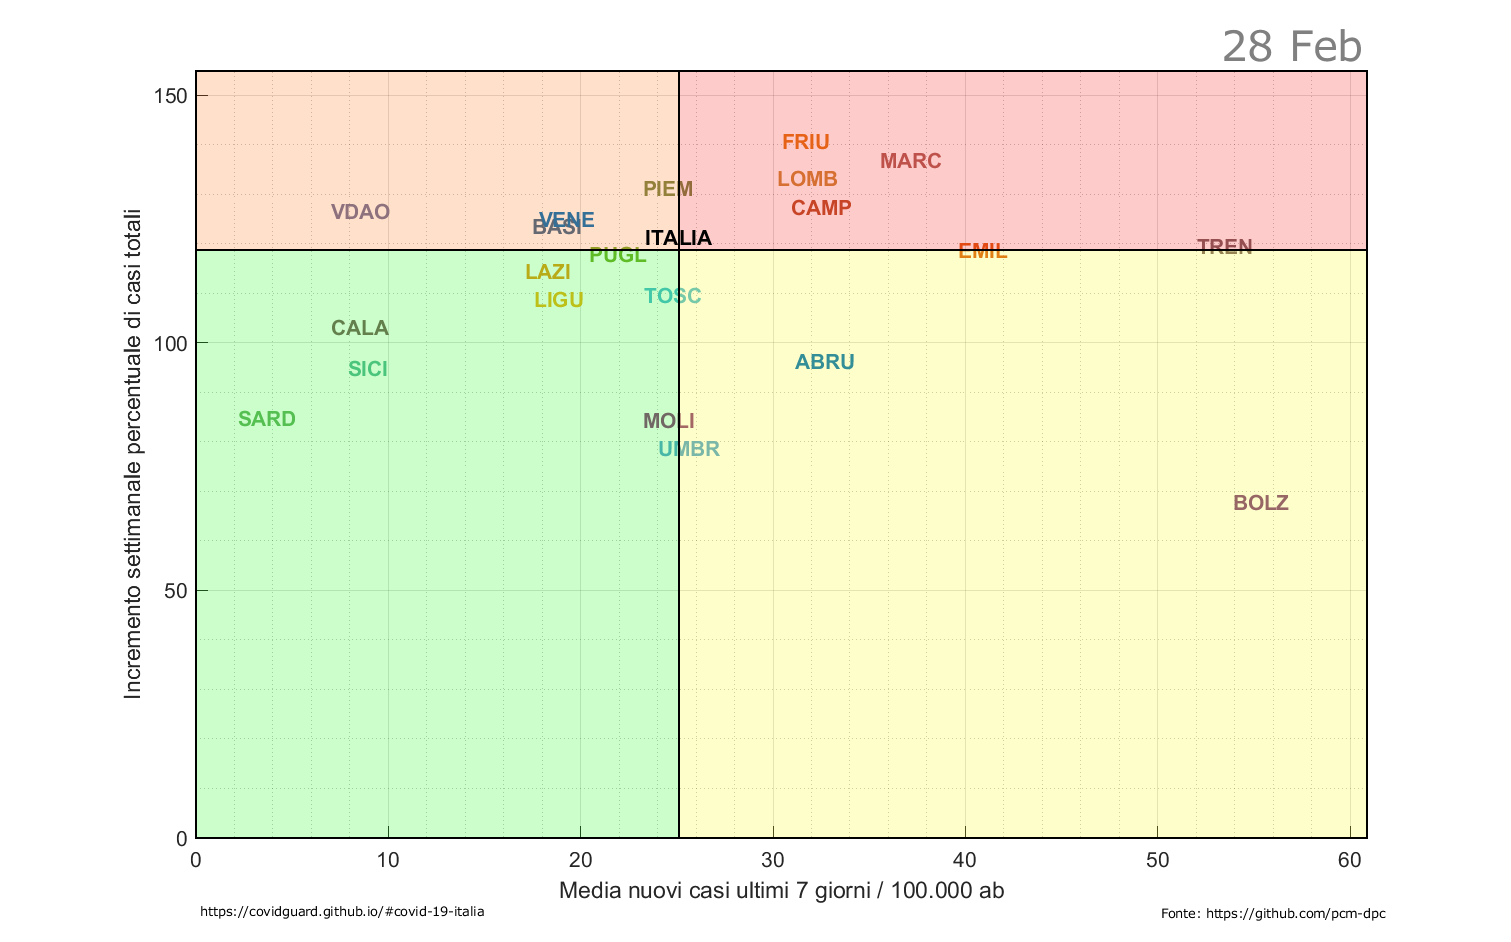 28 Feb
150
FRIU
MARC
LOMB
PIEM
CAMP
VDAO
VENE
BASI
ITALIA
TREN
EMIL
PUGL
LAZI
TOSC
LIGU
100
CALA
ABRU
SICI
SARD
MOLI
UMBR
BOLZ
50
0
Incremento settimanale percentuale di casi totali
0 10 20 30 40 50 60
Media nuovi casi ultimi 7 giorni / 100.000 ab
https://covidguard.github.io/#covid-19-italia
Fonte: https://github.com/pcm-dpc